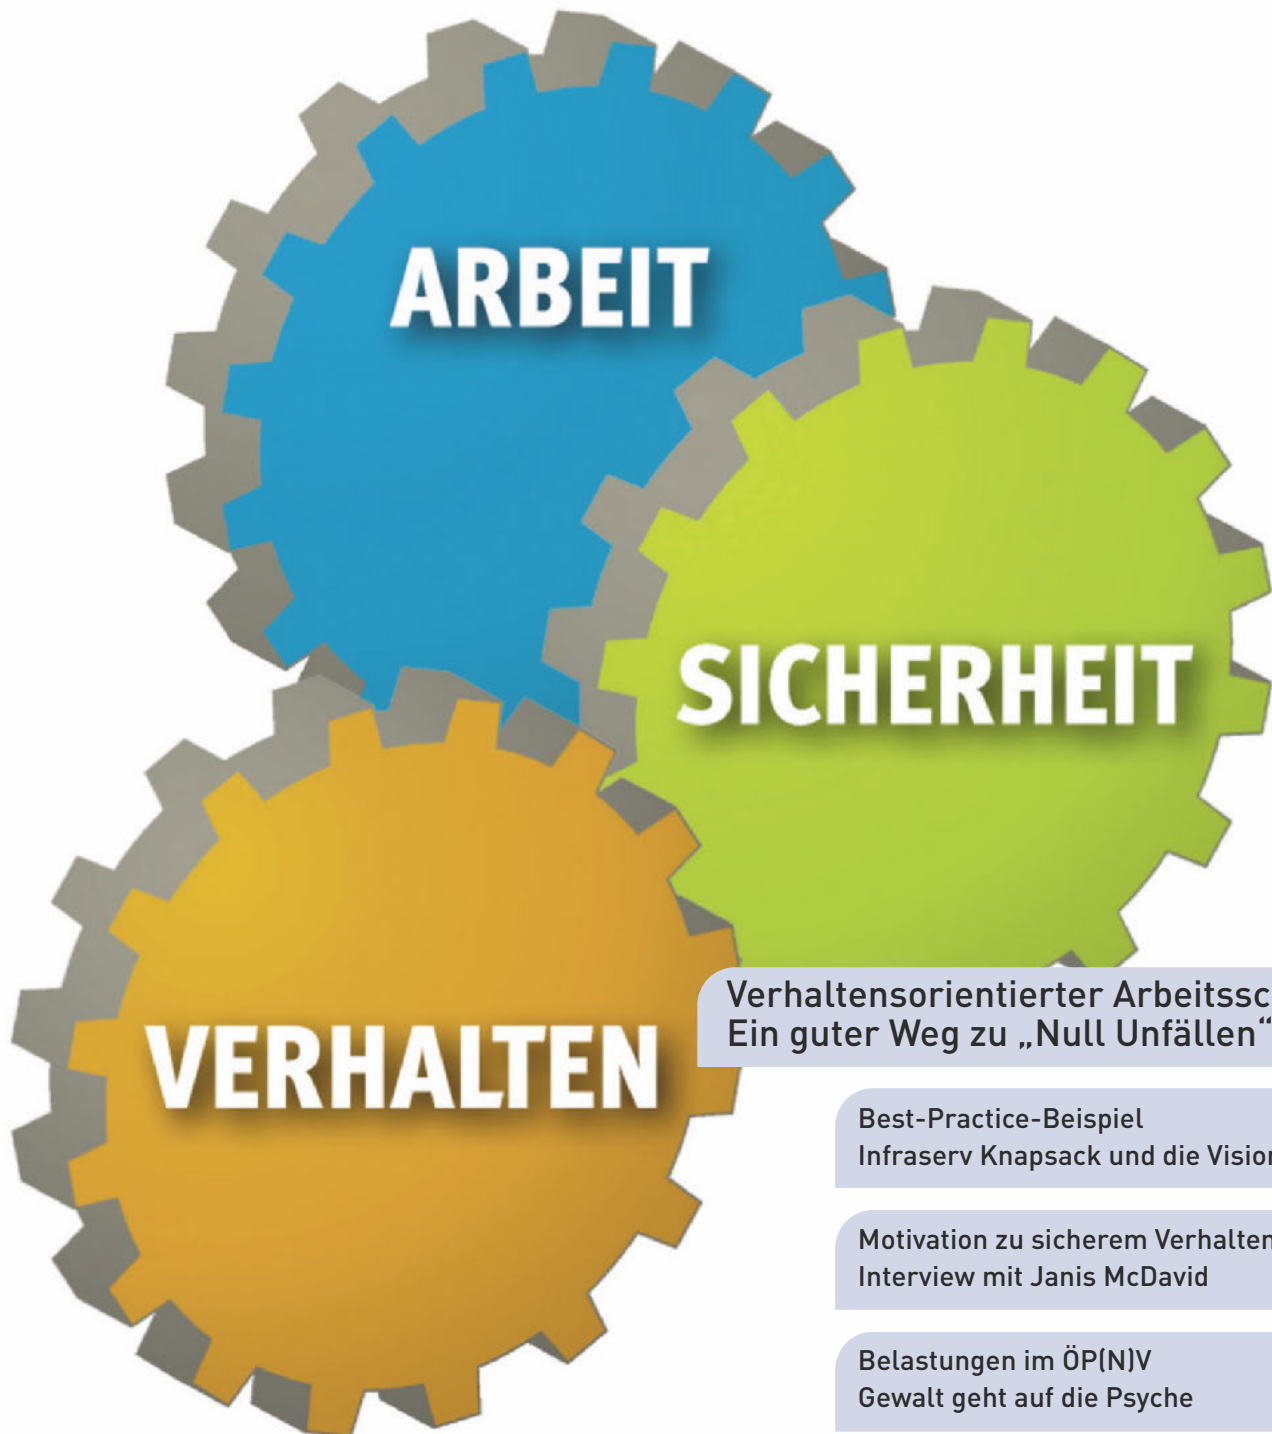 ARBEIT
SICHERHEIT
VERHALTEN
Verhaltensorientierter Arbeitssc
Ein guter Weg zu „Null Unfällen“
Best-Practice-Beispiel
Infraserv Knapsack und die Vision
Motivation zu sicherem Verhalten
Interview mit Janis McDavid
Belastungen im ÖP(N)V
Gewalt geht auf die Psyche